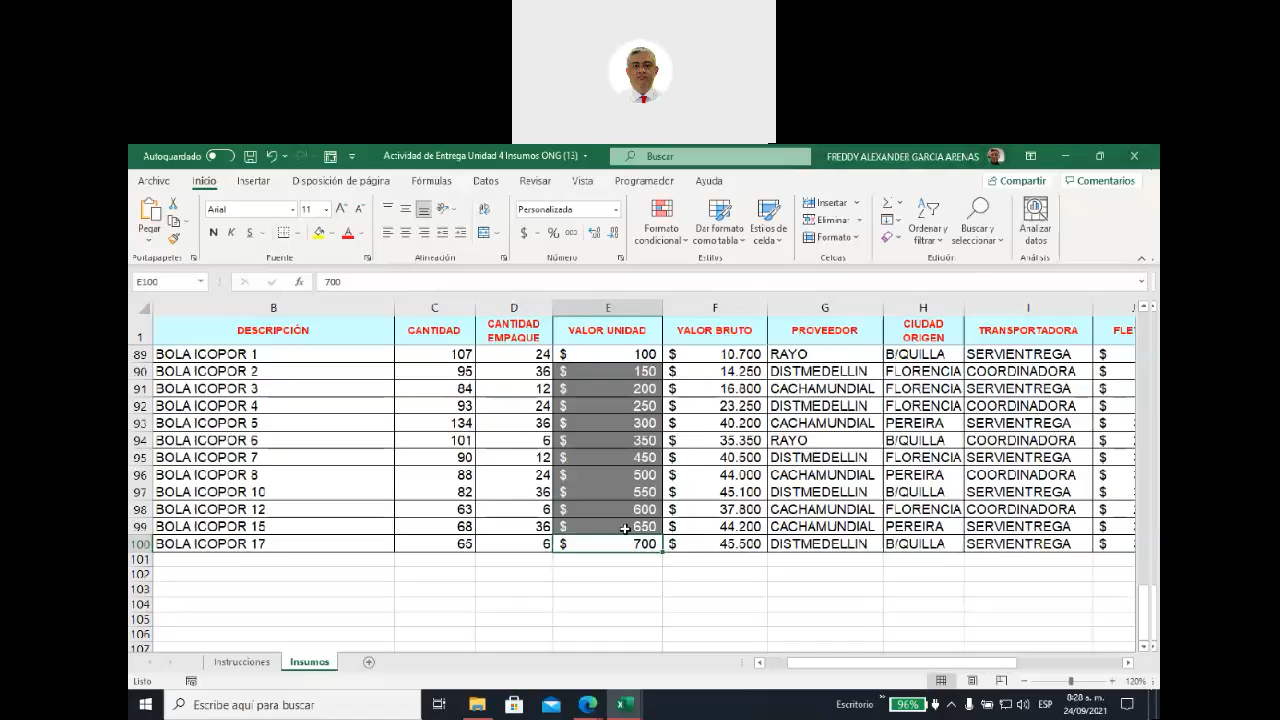 Autoguardado
Actividad de Entrega Unidad 4 Insumos ONG (13)
Buscar
FREDDY ALEXANDER GARCIA ARENAS
Archivo Inicio Insertar Disposición de página Fórmulas Datos Revisar Vista Programador Ayuda Compartir Comentarios
Pegar
Portapapeles
Arial 11
N K S
Fuente
Alineación
Personalizada
$ % 000
Número
Formato condicional
Dar formato como tabla
Estilos de celda
Estilos
Insertar
Eliminar
Formato
Celdas
Ordenar y filtrar
Buscar y seleccionar
Edición
Analizar datos
Análisis
E100 fx 700
B C D E F G H I J
1 DESCRIPCIÓN CANTIDAD CANTIDAD EMPAQUE VALOR UNIDAD VALOR BRUTO PROVEEDOR CIUDAD ORIGEN TRANSPORTADORA FLE
89 BOLA ICOPOR 1 107 24 $ 100 $ 10.700 RAYO B/QUILLA SERVIENTREGA $
90 BOLA ICOPOR 2 95 36 $ 150 $ 14.250 DISTMEDELLIN FLORENCIA COORDINADORA $
91 BOLA ICOPOR 3 84 12 $ 200 $ 16.800 CACHAMUNDIAL FLORENCIA SERVIENTREGA $
92 BOLA ICOPOR 4 93 24 $ 250 $ 23.250 DISTMEDELLIN FLORENCIA COORDINADORA $
93 BOLA ICOPOR 5 134 36 $ 300 $ 40.200 CACHAMUNDIAL PEREIRA SERVIENTREGA $
94 BOLA ICOPOR 6 101 6 $ 350 $ 35.350 RAYO B/QUILLA COORDINADORA $
95 BOLA ICOPOR 7 90 12 $ 450 $ 40.500 DISTMEDELLIN FLORENCIA SERVIENTREGA $
96 BOLA ICOPOR 8 88 24 $ 500 $ 44.000 CACHAMUNDIAL PEREIRA COORDINADORA $
97 BOLA ICOPOR 10 82 36 $ 550 $ 45.100 DISTMEDELLIN B/QUILLA SERVIENTREGA $
98 BOLA ICOPOR 12 63 6 $ 600 $ 37.800 CACHAMUNDIAL FLORENCIA COORDINADORA $
99 BOLA ICOPOR 15 68 36 $ 650 $ 44.200 CACHAMUNDIAL PEREIRA SERVIENTREGA $
100 BOLA ICOPOR 17 65 6 $ 700 $ 45.500 DISTMEDELLIN B/QUILLA SERVIENTREGA $
101
102
103
104
105
106
107
Instrucciones Insumos
Listo 120%
Escribe aquí para buscar
Escritorio
96%
ESP
8:28 a. m.
24/09/2021